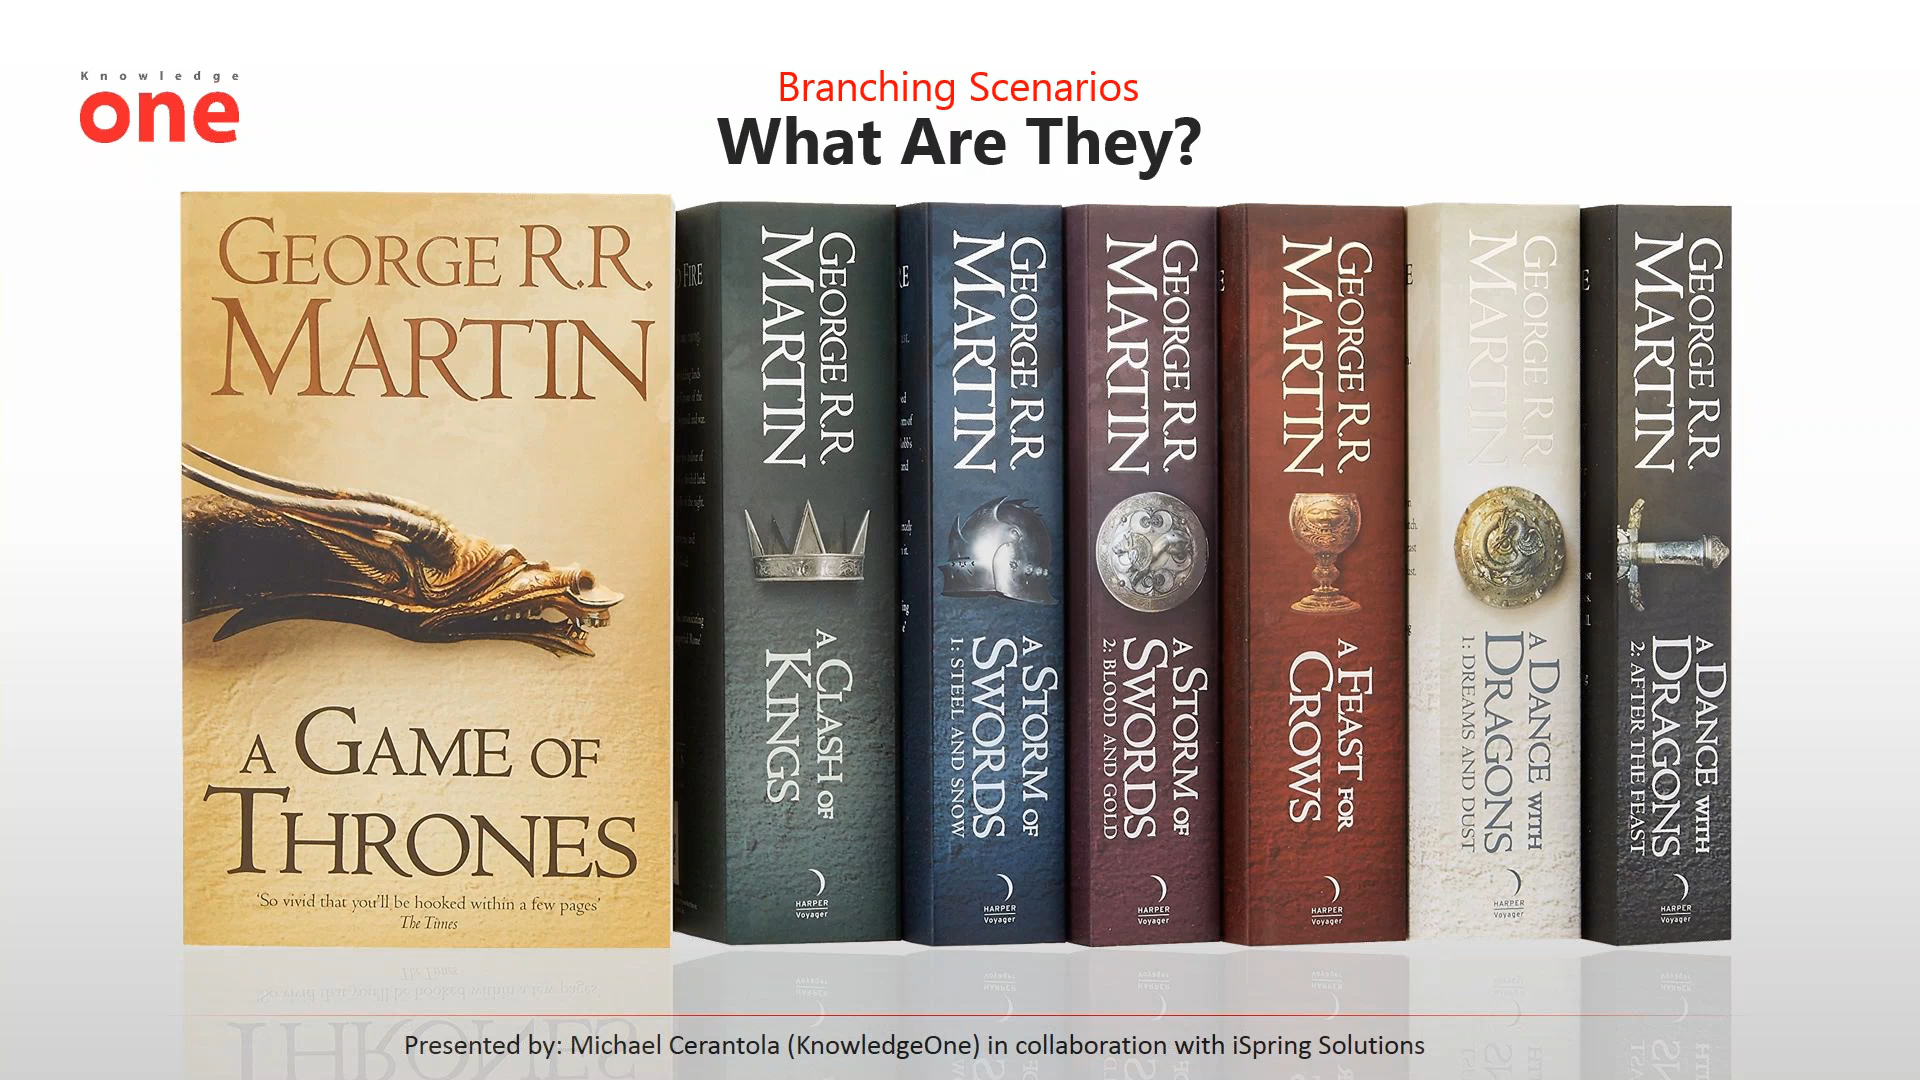 Knowledge
one
Branching Scenarios
What Are They?
GEORGE R.R.
MARTIN
A GAME OF
THRONES
'So vivid that you'll be hooked within a few pages'
The Times
FIRE
GEORGE R.R.
MARTIN
A CLASH OF
KINGS
HARPER
Voyager
GEORGE R.R.
MARTIN
A STORM OF
SWORDS
1: STEEL AND SNOW
HARPER
Voyager
GEORGE R.R.
MARTIN
A STORM OF
SWORDS
2: BLOOD AND GOLD
HARPER
Voyager
GEORGE R.R.
MARTIN
A FEAST FOR
CROWS
HARPER
Voyager
GEORGE R.R.
MARTIN
A DANCE WITH
DRAGONS
1: DREAMS AND DUST
HARPER
Voyager
GEORGE R.R.
MARTIN
A DANCE WITH
DRAGONS
2: AFTER THE FEAST
HARPER
Voyager
Presented by: Michael Cerantola (KnowledgeOne) in collaboration with iSpring Solutions